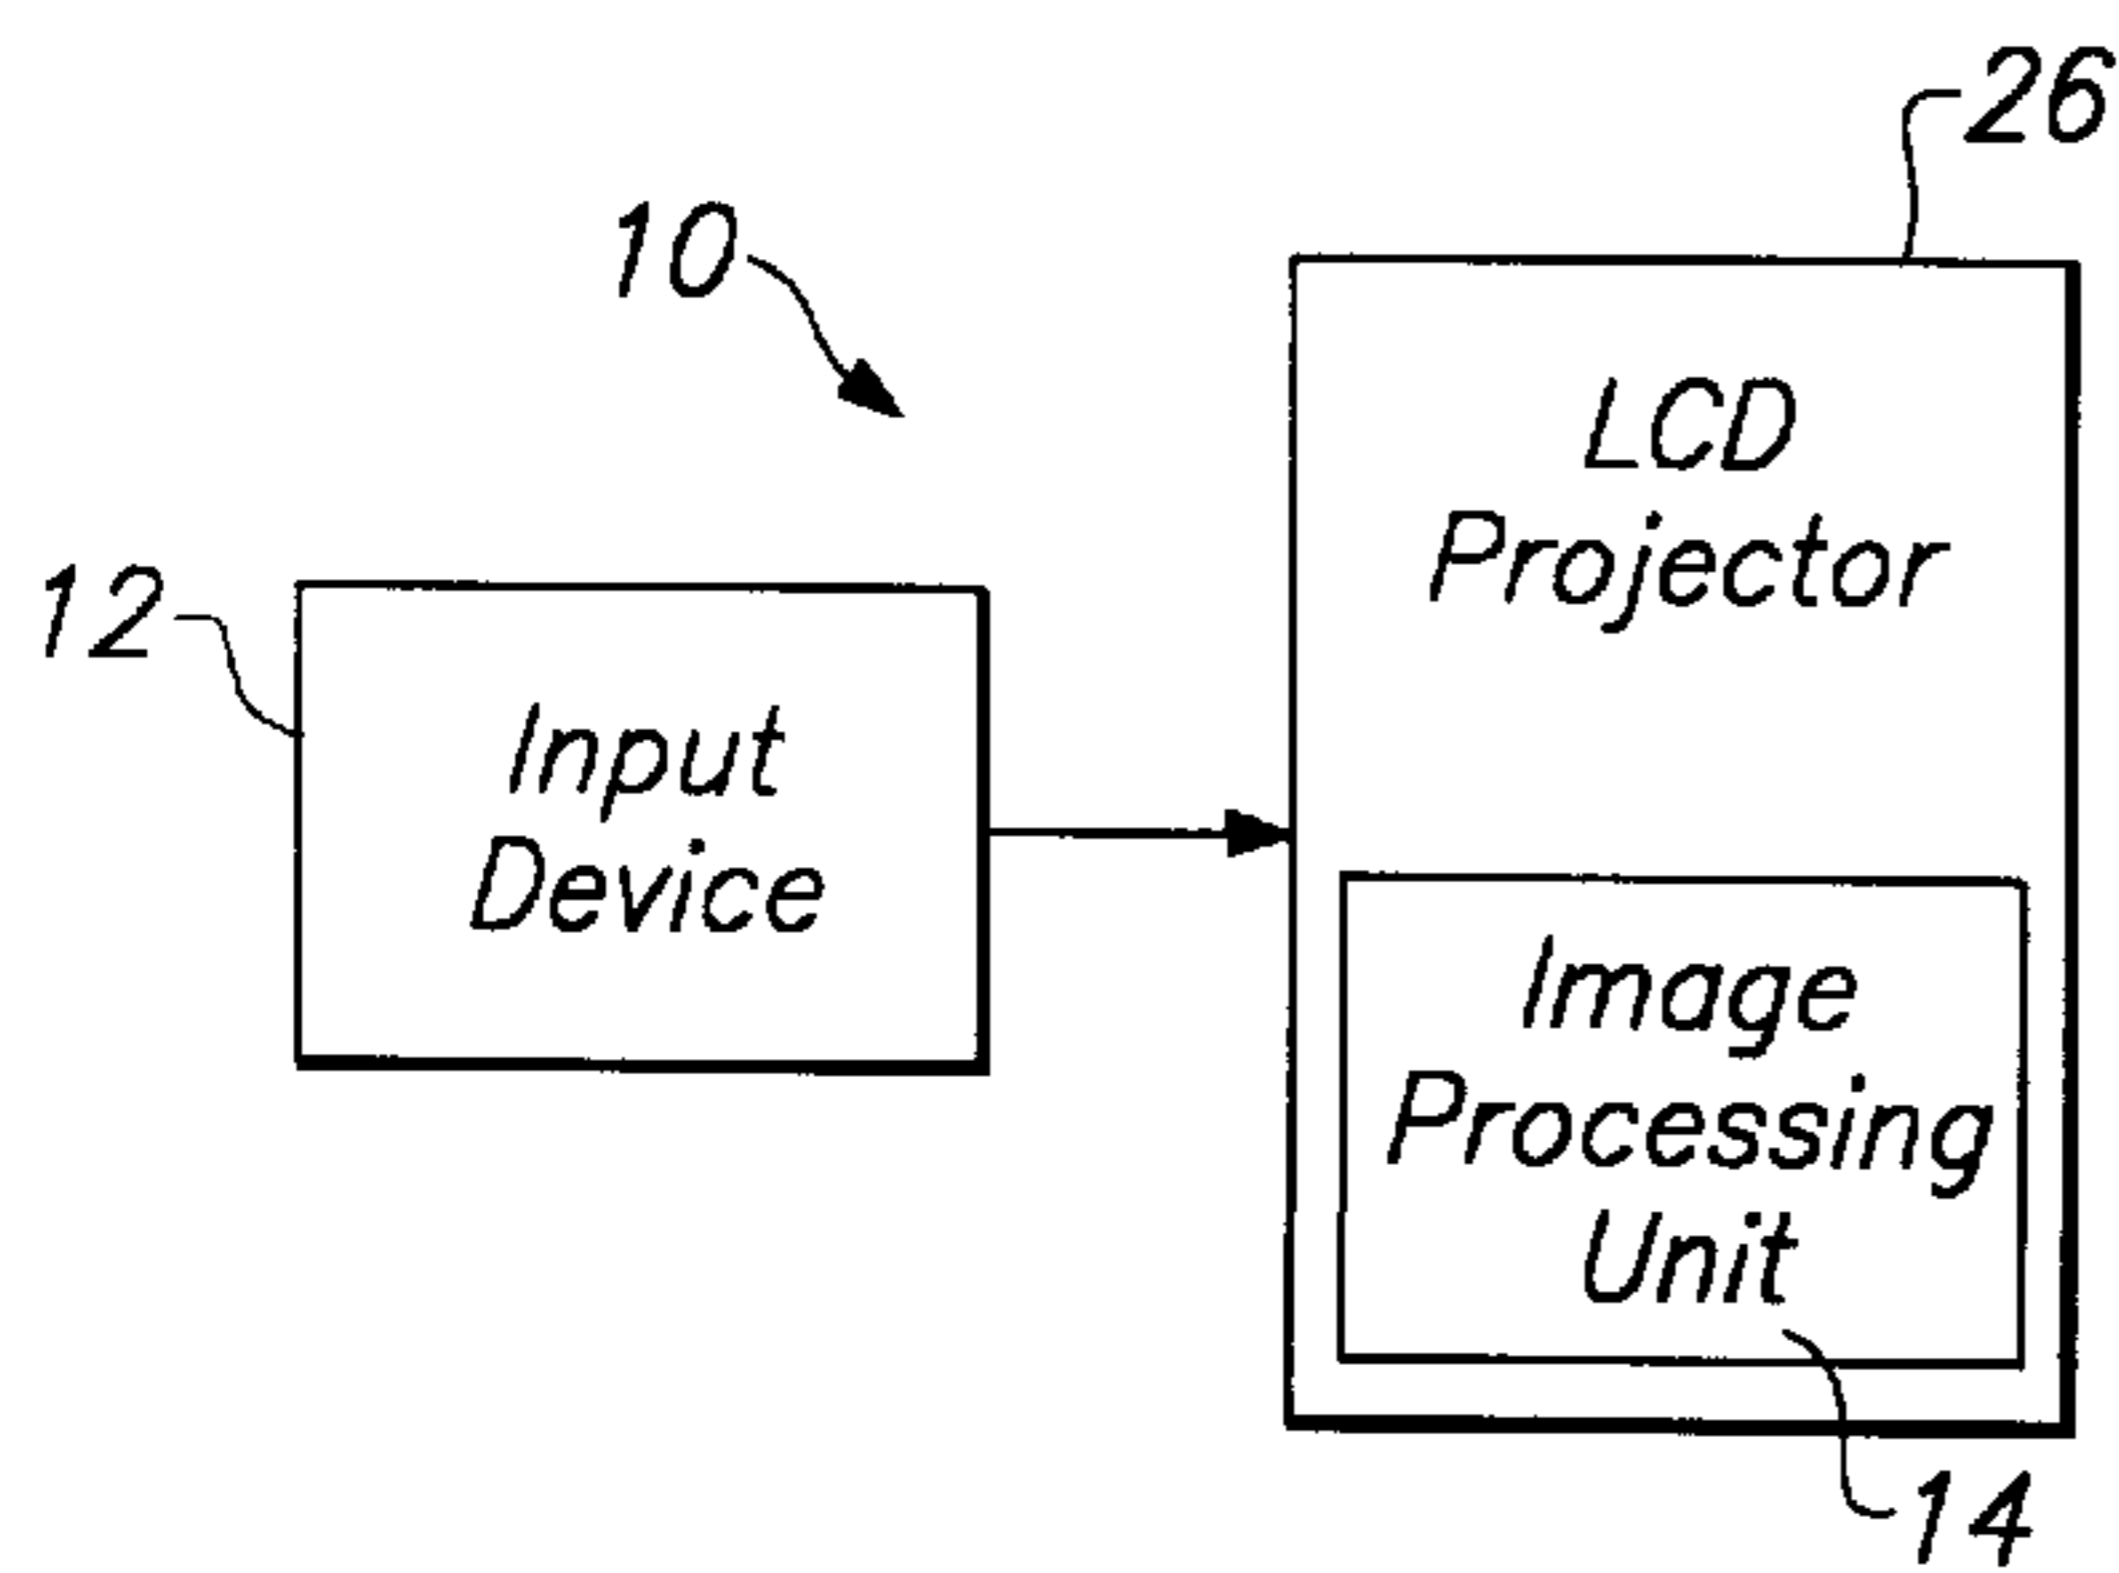 26
10
LCD
Projector
12
Input
Device
Image
Processing
Unit
14